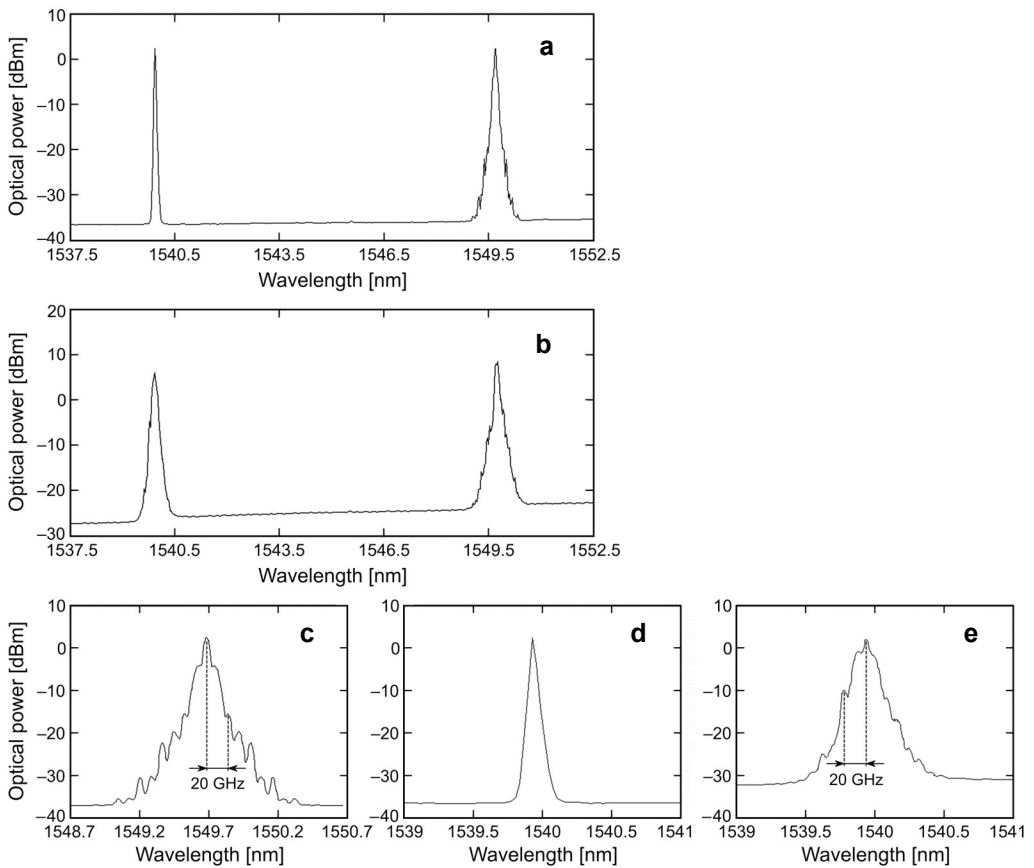 a
Optical power [dBm]
10
0
–10
–20
–30
–40
1537.5 1540.5 1543.5 1546.5 1549.5 1552.5
Wavelength [nm]
b
Optical power [dBm]
20
10
0
–10
–20
–30
1537.5 1540.5 1543.5 1546.5 1549.5 1552.5
Wavelength [nm]
c
Optical power [dBm]
10
0
–10
–20
–30
–40
20 GHz
1548.7 1549.2 1549.7 1550.2 1550.7
Wavelength [nm]
d
10
0
–10
–20
–30
–40
1539 1539.5 1540 1540.5 1541
Wavelength [nm]
e
10
0
–10
–20
–30
–40
20 GHz
1539 1539.5 1540 1540.5 1541
Wavelength [nm]